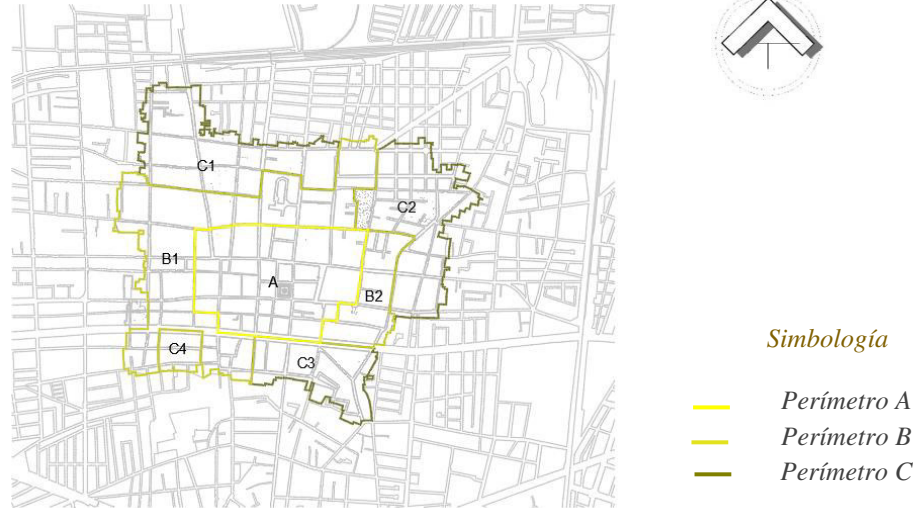 C1
C2
B1
A
B2
C4
C3
Simbología
Perímetro A
Perímetro B
Perímetro C